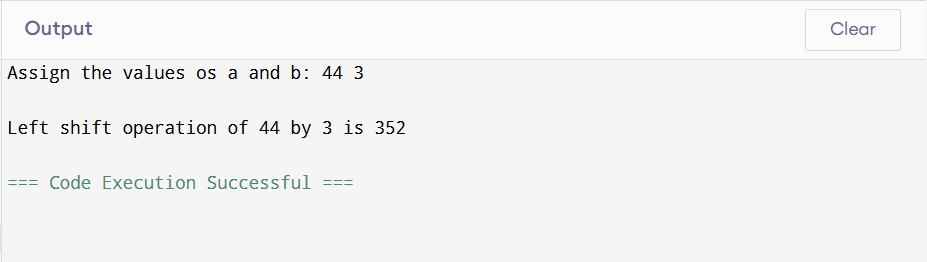 Output
Clear
Assign the values os a and b: 44 3
Left shift operation of 44 by 3 is 352
=== Code Execution Successful ===